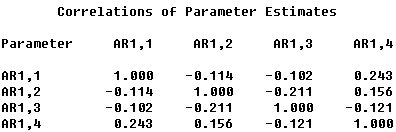 Correlations of Parameter Estimates
Parameter AR1,1 AR1,2 AR1,3 AR1,4
AR1,1 1.000 -0.114 -0.102 0.243
AR1,2 -0.114 1.000 -0.211 0.156
AR1,3 -0.102 -0.211 1.000 -0.121
AR1,4 0.243 0.156 -0.121 1.000